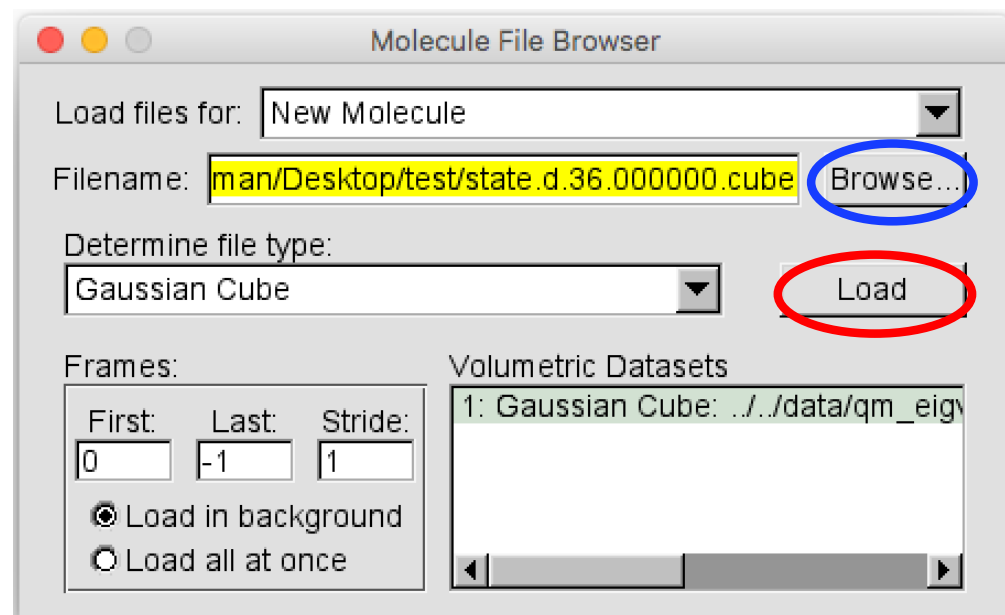 Molecule File Browser
Load files for: New Molecule
Filename: man/Desktop/test/state.d.36.000000.cube Browse...
Determine file type:
Gaussian Cube Load
Frames: Volumetric Datasets
1: Gaussian Cube: ../../data/qm_eigv
First: Last: Stride:
0 -1 1
Load in background
Load all at once